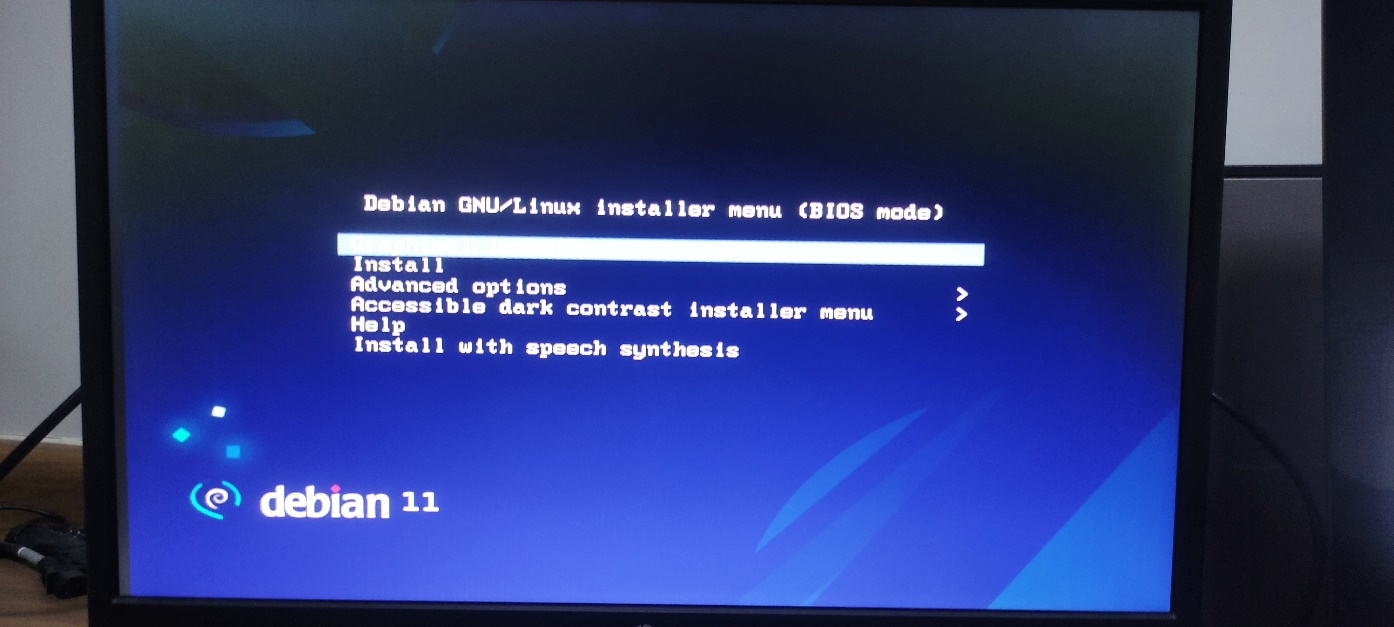 Debian GNU/Linux installer menu (BIOS mode)
Install
Advanced options >
Accessible dark contrast installer menu >
Help
Install with speech synthesis
debian 11